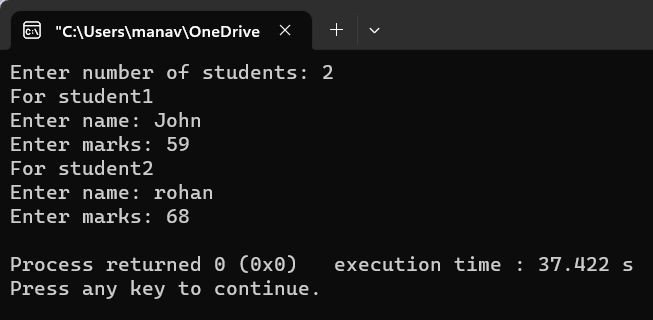 "C:\Users\manav\OneDrive
Enter number of students: 2
For student1
Enter name: John
Enter marks: 59
For student2
Enter name: rohan
Enter marks: 68
Process returned 0 (0x0)   execution time : 37.422 s
Press any key to continue.